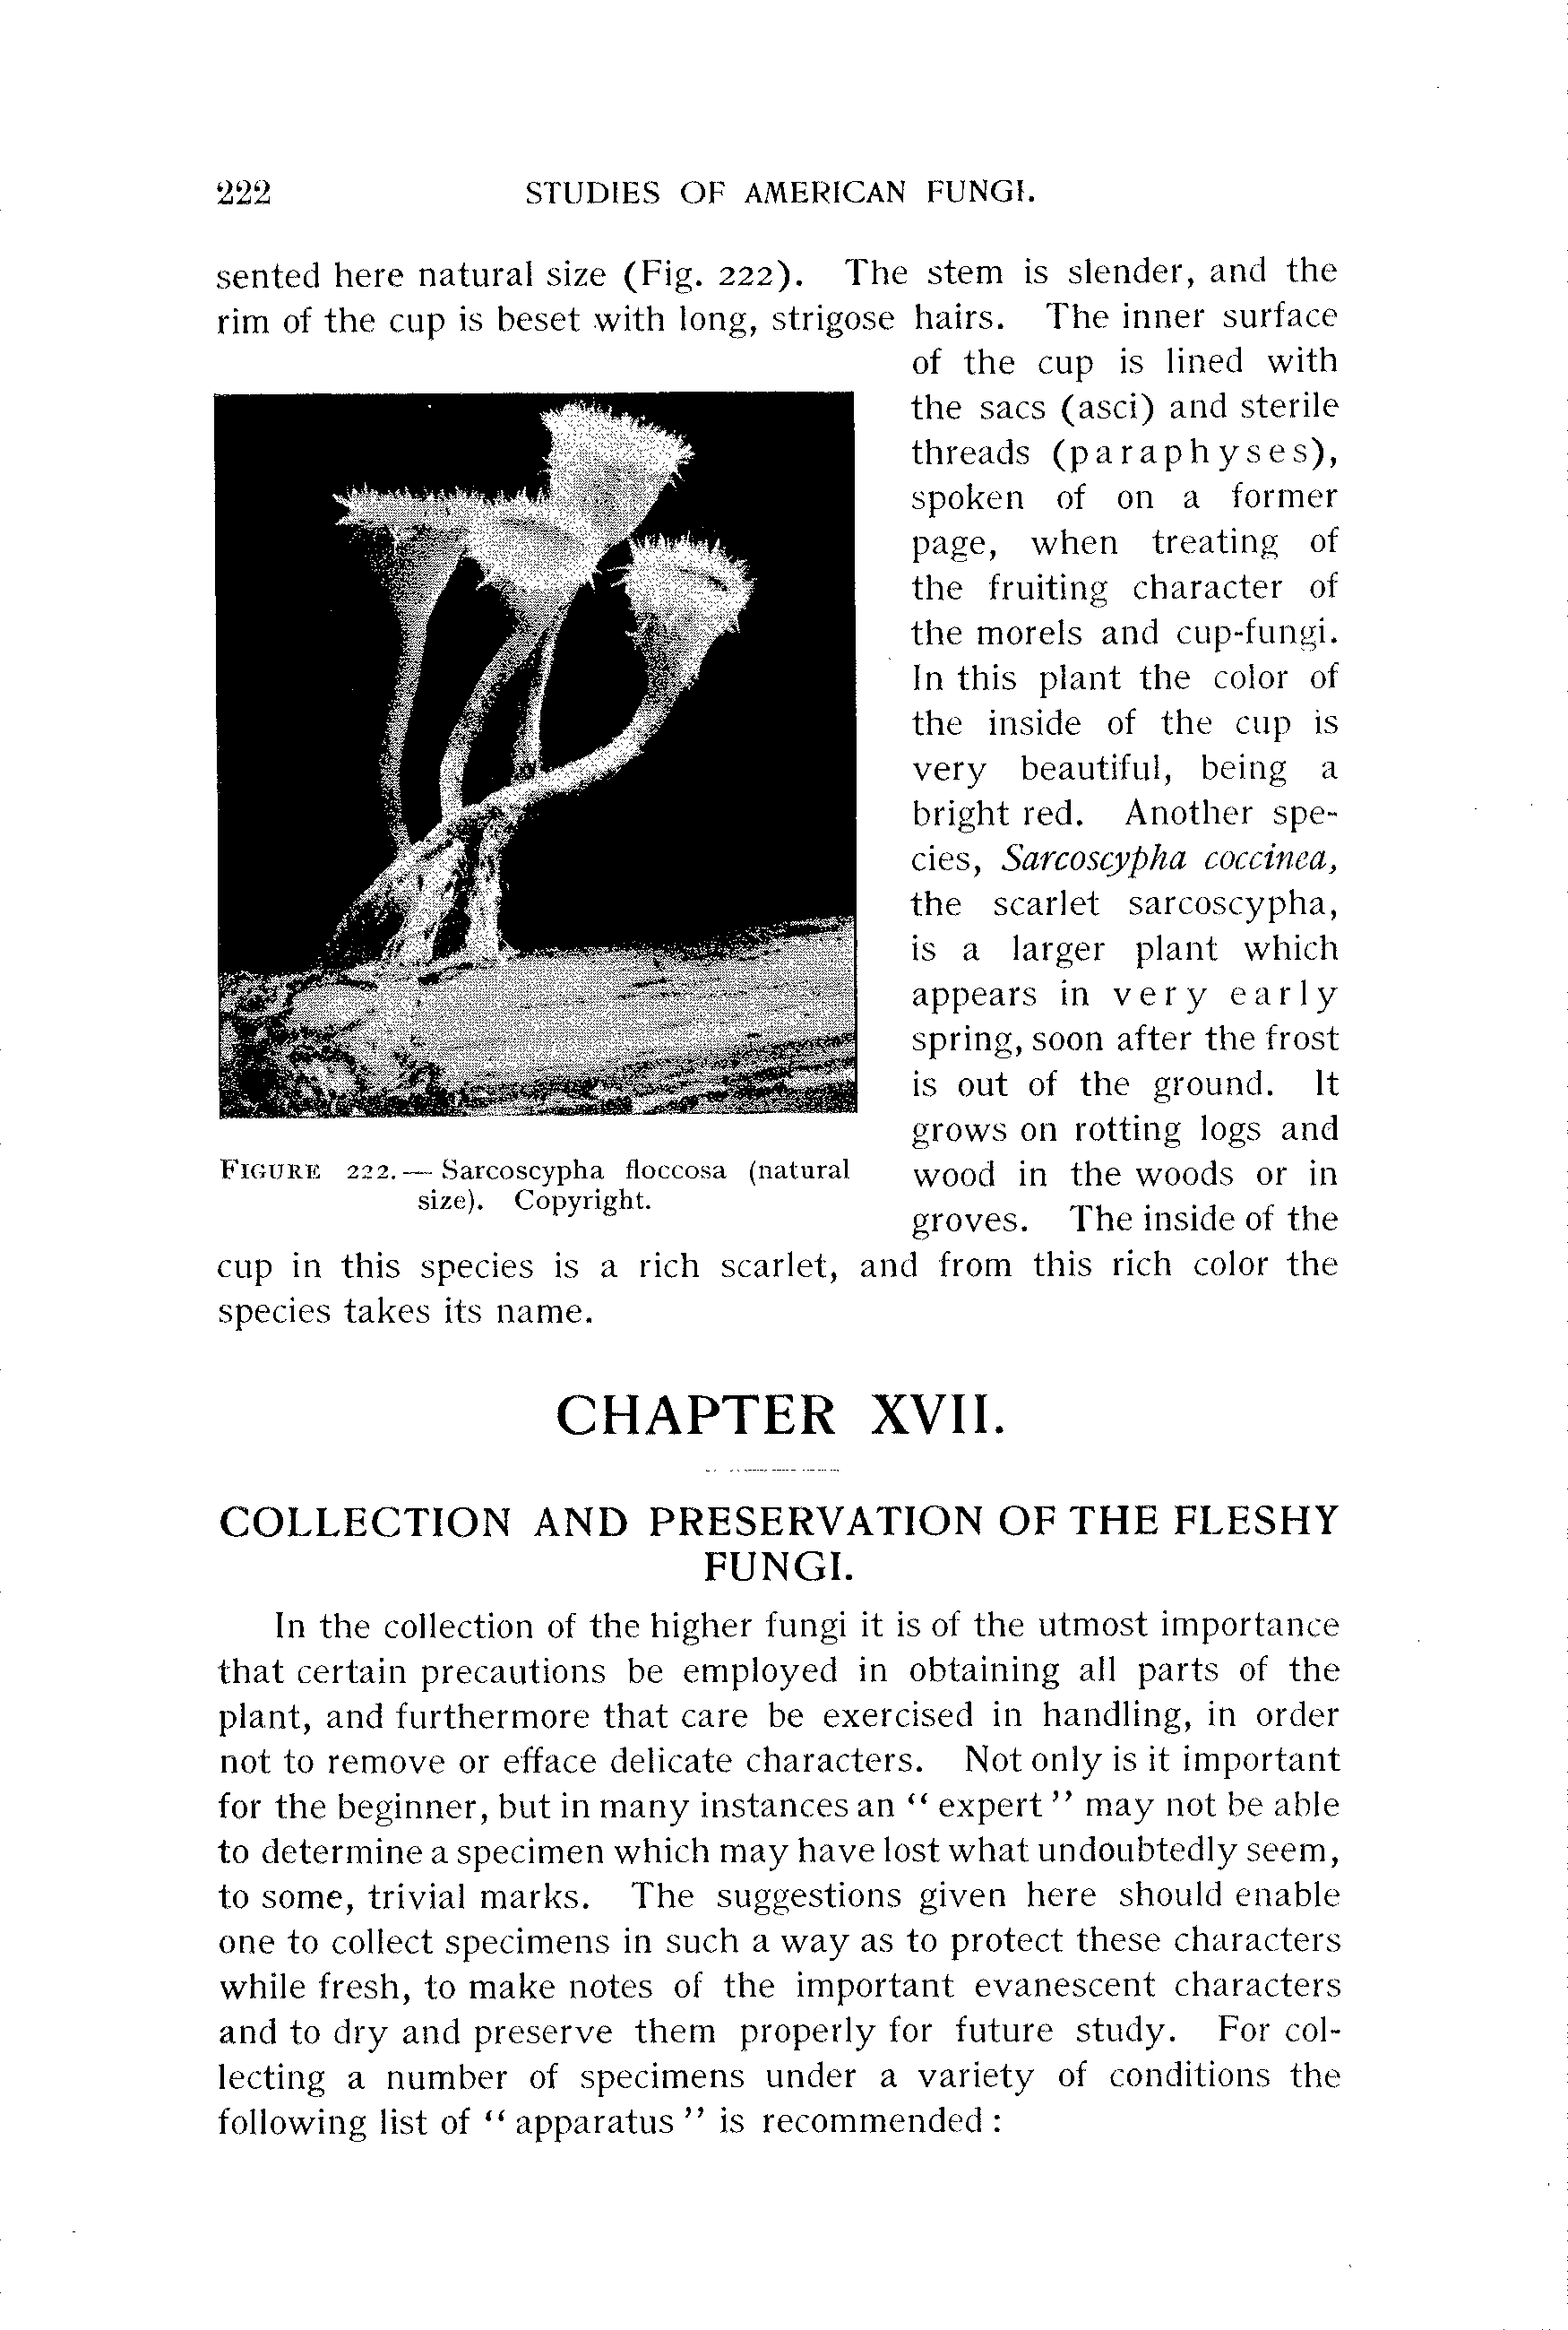 222 STUDIES OF AMERICAN FUNGI.
sented here natural size (Fig. 222). The stem is slender, and the
rim of the cup is beset with long, strigose hairs. The inner surface
of the cup is lined with
the sacs (asci) and sterile
threads (paraphyses),
spoken of on a former
page, when treating of
the fruiting character of
the morels and cup-fungi.
In this plant the color of
the inside of the cup is
very beautiful, being a
bright red. Another spe-
cies, Sarcoscypha coccinea,
the scarlet sarcoscypha,
is a larger plant which
appears in very early
spring, soon after the frost
is out of the ground. It
grows on rotting logs and
wood in the woods or in
groves. The inside of the
FIGURE 222.— Sarcoscypha floccosa (natural
size). Copyright.
cup in this species is a rich scarlet, and from this rich color the
species takes its name.
CHAPTER XVII.
COLLECTION AND PRESERVATION OF THE FLESHY
FUNGI.
In the collection of the higher fungi it is of the utmost importance
that certain precautions be employed in obtaining all parts of the
plant, and furthermore that care be exercised in handling, in order
not to remove or efface delicate characters. Not only is it important
for the beginner, but in many instances an “ expert ” may not be able
to determine a specimen which may have lost what undoubtedly seem,
to some, trivial marks. The suggestions given here should enable
one to collect specimens in such a way as to protect these characters
while fresh, to make notes of the important evanescent characters
and to dry and preserve them properly for future study. For col-
lecting a number of specimens under a variety of conditions the
following list of “ apparatus ” is recommended :